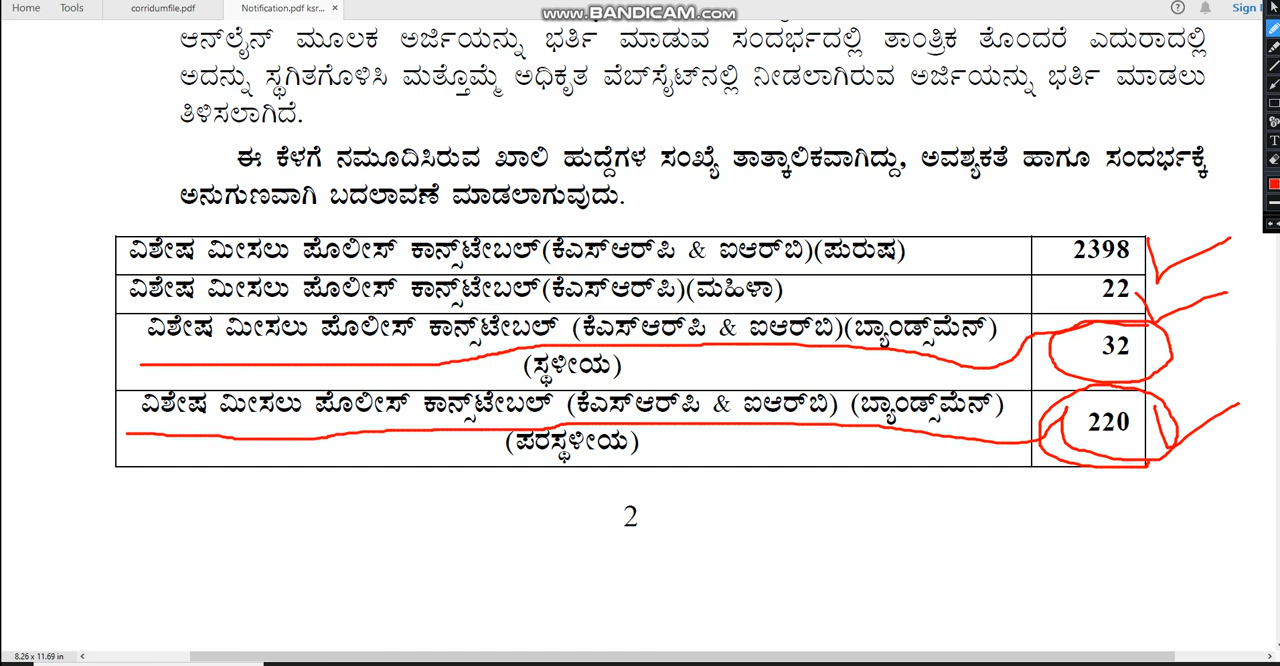 Home Tools corridumfile.pdf Notification.pdf ksr... × Sign
www.BANDICAM.com
ಆನ್‌ಲೈನ್ ಮೂಲಕ ಅರ್ಜಿಯನ್ನು ಭರ್ತಿ ಮಾಡುವ ಸಂದರ್ಭದಲ್ಲಿ ತಾಂತ್ರಿಕ ತೊಂದರೆ ಎದುರಾದಲ್ಲಿ
ಅದನ್ನು ಸ್ಥಗಿತಗೊಳಿಸಿ ಮತ್ತೊಮ್ಮೆ ಅಧಿಕೃತ ವೆಬ್‌ಸೈಟ್‌ನಲ್ಲಿ ನೀಡಲಾಗಿರುವ ಅರ್ಜಿಯನ್ನು ಭರ್ತಿ ಮಾಡಲು
ತಿಳಿಸಲಾಗಿದೆ.
ಈ ಕೆಳಗೆ ನಮೂದಿಸಿರುವ ಖಾಲಿ ಹುದ್ದೆಗಳ ಸಂಖ್ಯೆ ತಾತ್ಕಾಲಿಕವಾಗಿದ್ದು, ಅವಶ್ಯಕತೆ ಹಾಗೂ ಸಂದರ್ಭಕ್ಕೆ
ಅನುಗುಣವಾಗಿ ಬದಲಾವಣೆ ಮಾಡಲಾಗುವುದು.
ವಿಶೇಷ ಮೀಸಲು ಪೊಲೀಸ್ ಕಾನ್ಸ್‌ಟೇಬಲ್(ಕೆಎಸ್‌ಆರ್‌ಪಿ & ಐಆರ್‌ಬಿ)(ಪುರುಷ) 2398
ವಿಶೇಷ ಮೀಸಲು ಪೊಲೀಸ್ ಕಾನ್ಸ್‌ಟೇಬಲ್(ಕೆಎಸ್‌ಆರ್‌ಪಿ)(ಮಹಿಳಾ) 22
ವಿಶೇಷ ಮೀಸಲು ಪೊಲೀಸ್ ಕಾನ್ಸ್‌ಟೇಬಲ್ (ಕೆಎಸ್‌ಆರ್‌ಪಿ & ಐಆರ್‌ಬಿ)(ಬ್ಯಾಂಡ್ಸ್‌ಮೆನ್) 32
(ಸ್ಥಳೀಯ)
ವಿಶೇಷ ಮೀಸಲು ಪೊಲೀಸ್ ಕಾನ್ಸ್‌ಟೇಬಲ್ (ಕೆಎಸ್‌ಆರ್‌ಪಿ & ಐಆರ್‌ಬಿ) (ಬ್ಯಾಂಡ್ಸ್‌ಮೆನ್) 220
(ಪರಸ್ಥಳೀಯ)
2
8.26 x 11.69 in